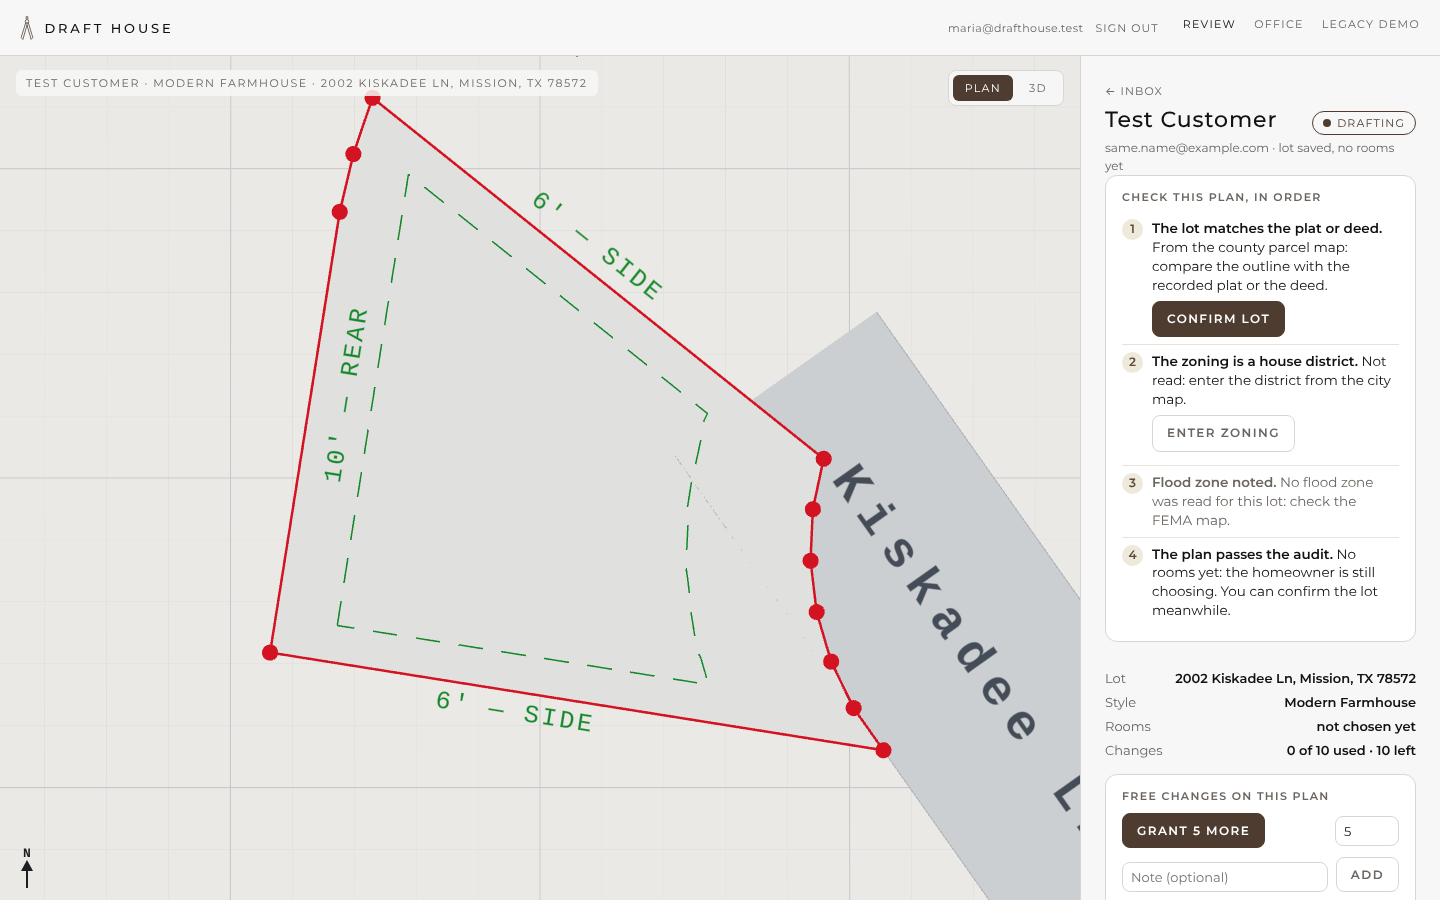 DRAFT HOUSE
maria@drafthouse.test SIGN OUT REVIEW OFFICE LEGACY DEMO
TEST CUSTOMER · MODERN FARMHOUSE · 2002 KISKADEE LN, MISSION, TX 78572
PLAN 3D
6' — SIDE
10' — REAR
6' — SIDE
Kiskadee
N
← INBOX
Test Customer
DRAFTING
same.name@example.com · lot saved, no rooms
yet
CHECK THIS PLAN, IN ORDER
1 The lot matches the plat or deed.
From the county parcel map:
compare the outline with the
recorded plat or the deed.
CONFIRM LOT
2 The zoning is a house district. Not
read: enter the district from the city
map.
ENTER ZONING
3 Flood zone noted. No flood zone
was read for this lot: check the
FEMA map.
4 The plan passes the audit. No
rooms yet: the homeowner is still
choosing. You can confirm the lot
meanwhile.
Lot 2002 Kiskadee Ln, Mission, TX 78572
Style Modern Farmhouse
Rooms not chosen yet
Changes 0 of 10 used · 10 left
FREE CHANGES ON THIS PLAN
GRANT 5 MORE 5
Note (optional) ADD